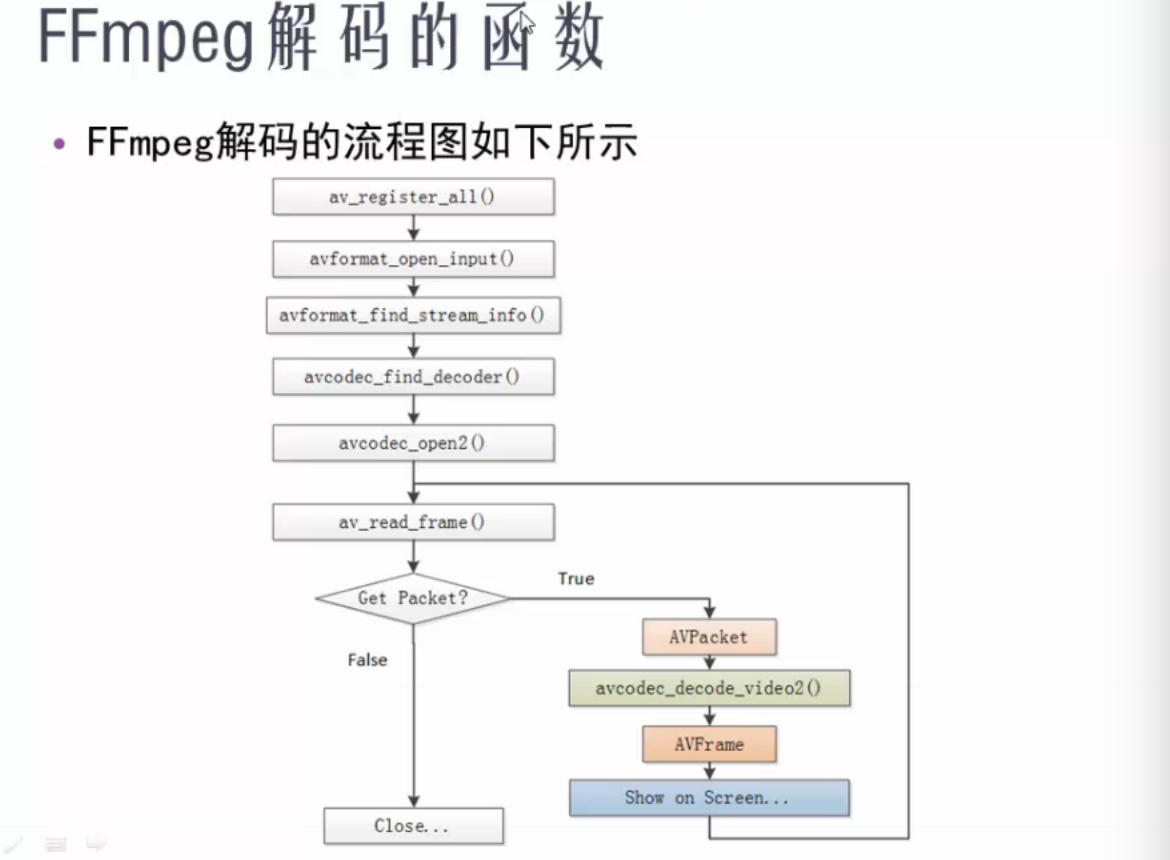 FFmpeg解码的函数
• FFmpeg解码的流程图如下所示
av_register_all()
avformat_open_input()
avformat_find_stream_info()
avcodec_find_decoder()
avcodec_open2()
av_read_frame()
Get Packet?
True
AVPacket
False
avcodec_decode_video2()
AVFrame
Show on Screen...
Close...